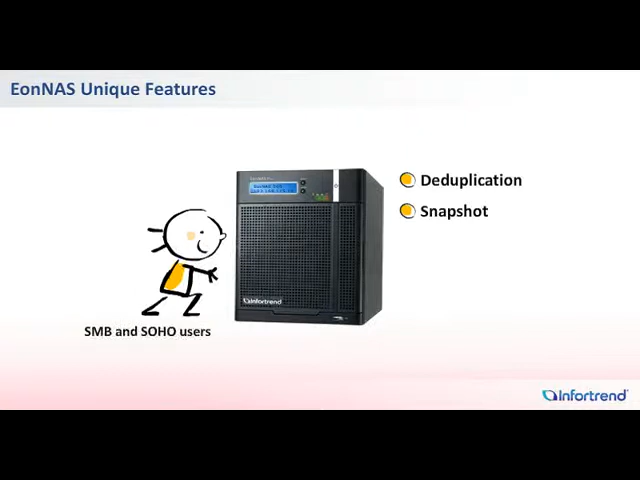 EonNAS Unique Features
Deduplication
Snapshot
Infortrend
SMB and SOHO users
Infortrend